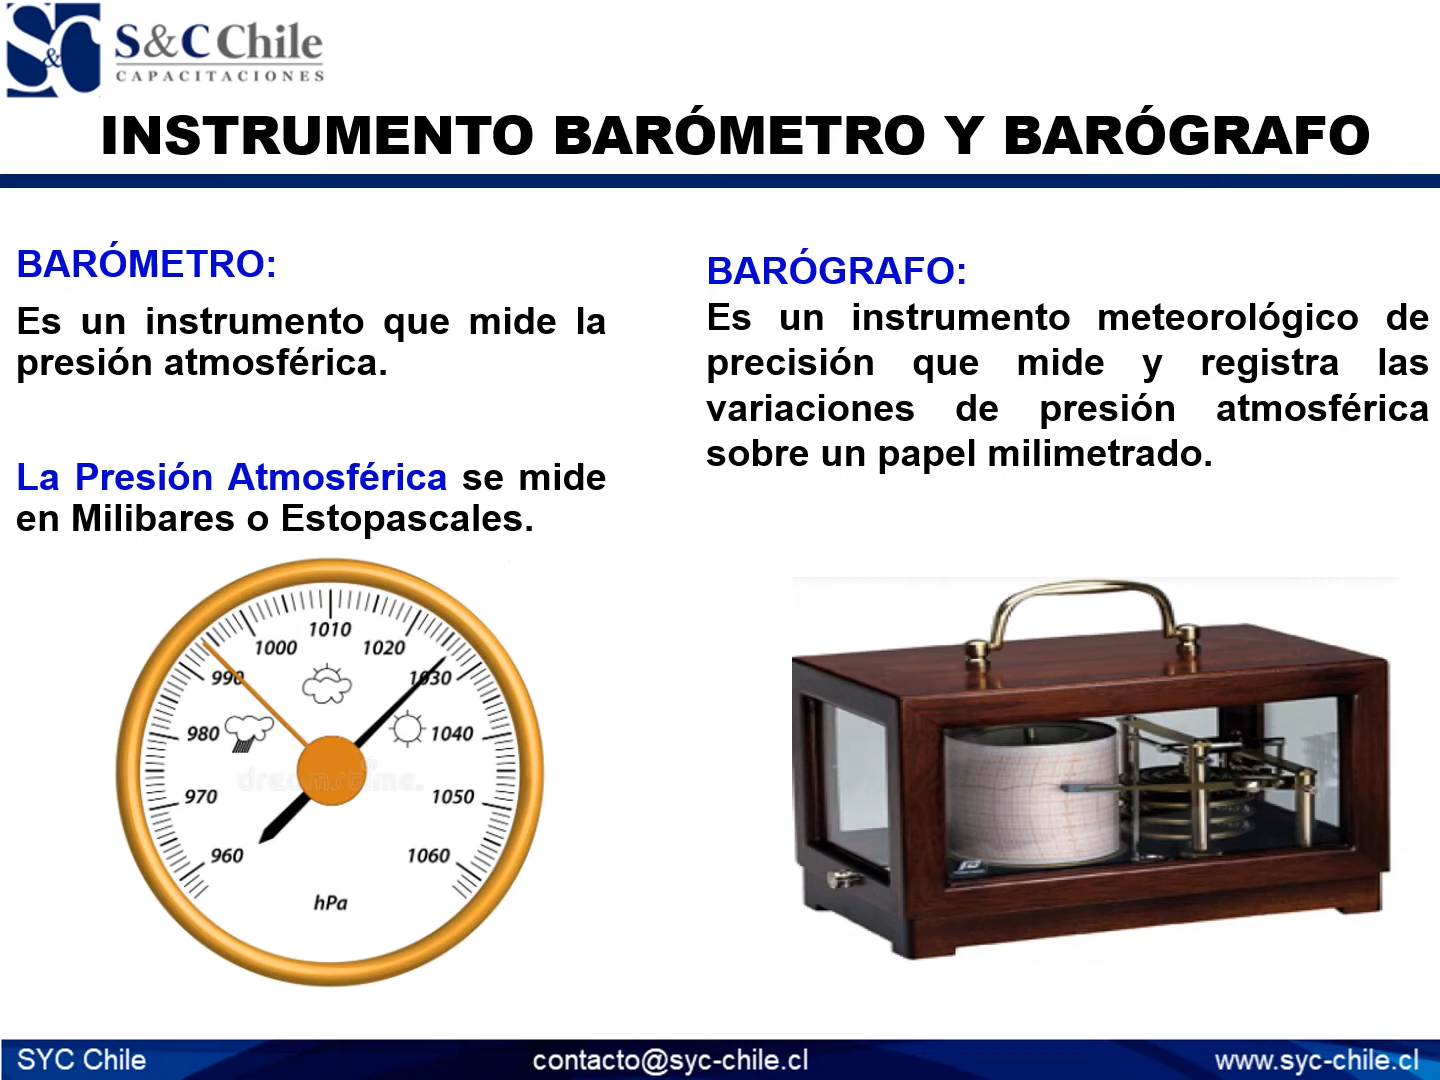 S&C Chile
CAPACITACIONES
INSTRUMENTO BARÓMETRO Y BARÓGRAFO
BARÓMETRO:
Es un instrumento que mide la
presión atmosférica.
La Presión Atmosférica se mide
en Milibares o Estopascales.
BARÓGRAFO:
Es un instrumento meteorológico de
precisión que mide y registra las
variaciones de presión atmosférica
sobre un papel milimetrado.
960
970
980
990
1000
1010
1020
1030
1040
1050
1060
dreamstime.
hPa
SYC Chile
contacto@syc-chile.cl
www.syc-chile.cl